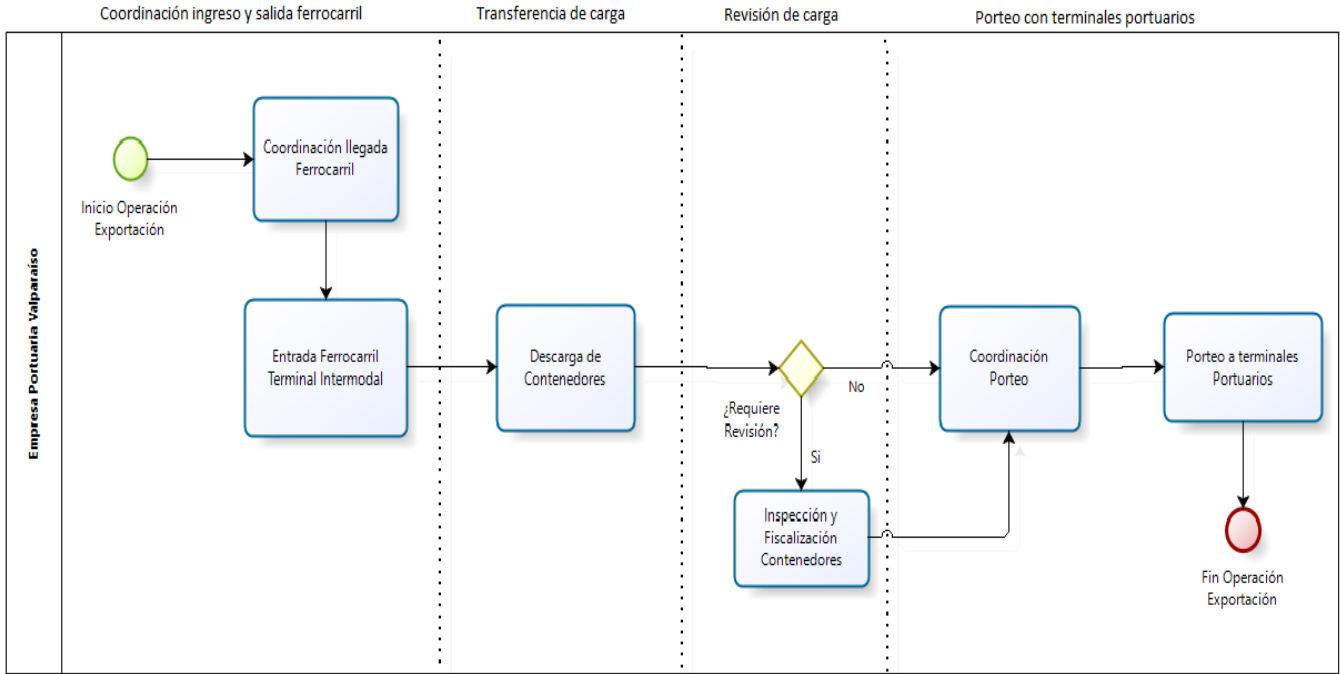 Coordinación ingreso y salida ferrocarril
Transferencia de carga
Revisión de carga
Porteo con terminales portuarios
Empresa Portuaria Valparaíso
Inicio Operación
Exportación
Coordinación llegada
Ferrocarril
Entrada Ferrocarril
Terminal Intermodal
Descarga de
Contenedores
¿Requiere
Revisión?
No
Si
Inspección y
Fiscalización
Contenedores
Coordinación
Porteo
Porteo a terminales
Portuarios
Fin Operación
Exportación